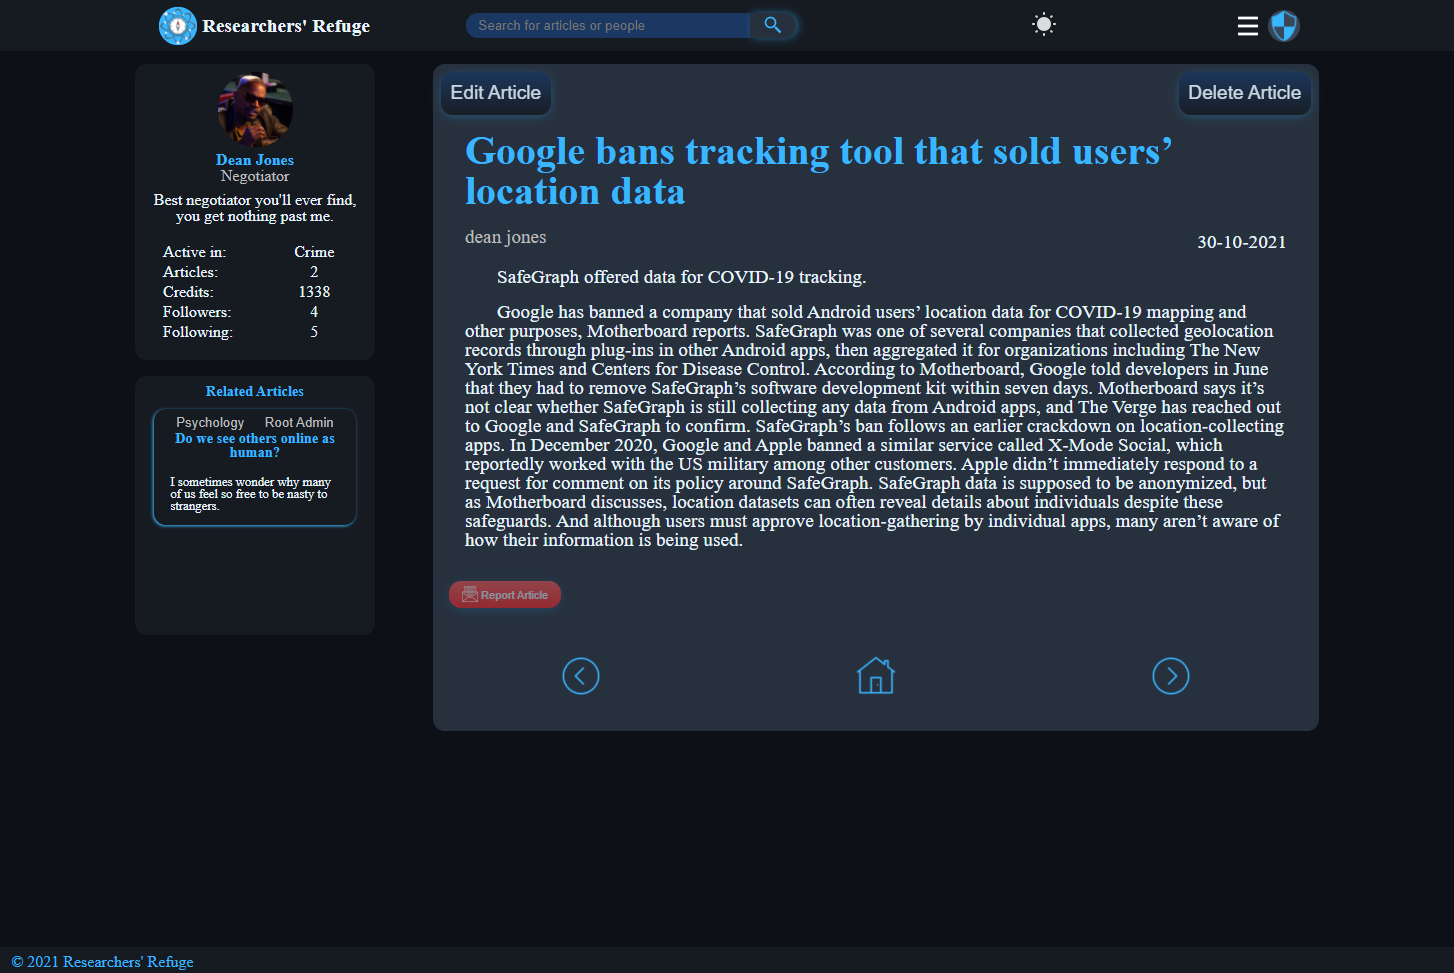 Researchers' Refuge
Search for articles or people
Dean Jones
Negotiator
Best negotiator you'll ever find,
you get nothing past me.
Active in: Crime
Articles: 2
Credits: 1338
Followers: 4
Following: 5
Related Articles
Psychology Root Admin
Do we see others online as
human?
I sometimes wonder why many
of us feel so free to be nasty to
strangers.
Edit Article
Delete Article
Google bans tracking tool that sold users’
location data
dean jones
30-10-2021
SafeGraph offered data for COVID-19 tracking.
Google has banned a company that sold Android users’ location data for COVID-19 mapping and
other purposes, Motherboard reports. SafeGraph was one of several companies that collected geolocation
records through plug-ins in other Android apps, then aggregated it for organizations including The New
York Times and Centers for Disease Control. According to Motherboard, Google told developers in June
that they had to remove SafeGraph’s software development kit within seven days. Motherboard says it’s
not clear whether SafeGraph is still collecting any data from Android apps, and The Verge has reached out
to Google and SafeGraph to confirm. SafeGraph’s ban follows an earlier crackdown on location-collecting
apps. In December 2020, Google and Apple banned a similar service called X-Mode Social, which
reportedly worked with the US military among other customers. Apple didn’t immediately respond to a
request for comment on its policy around SafeGraph. SafeGraph data is supposed to be anonymized, but
as Motherboard discusses, location datasets can often reveal details about individuals despite these
safeguards. And although users must approve location-gathering by individual apps, many aren’t aware of
how their information is being used.
Report Article
© 2021 Researchers' Refuge